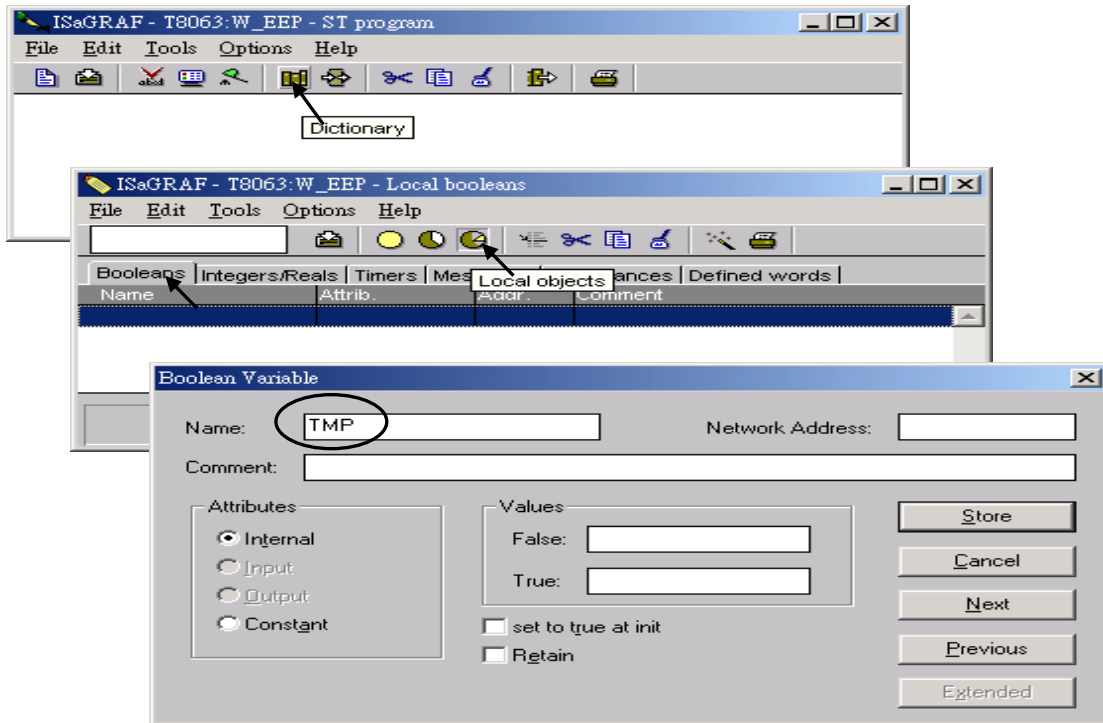 ISaGRAF - T8063:W_EEP - ST program
File Edit Tools Options Help
Dictionary
ISaGRAF - T8063:W_EEP - Local booleans
File Edit Tools Options Help
Booleans Integers/Reals Timers Mes ances Defined words
Local objects
Name Attrib. Addr. Comment
Boolean Variable
Name: TMP Network Address:
Comment:
Attributes Values
Store
Internal False:
Input Cancel
Output True:
Next
Constant set to true at init
Retain Previous
Extended